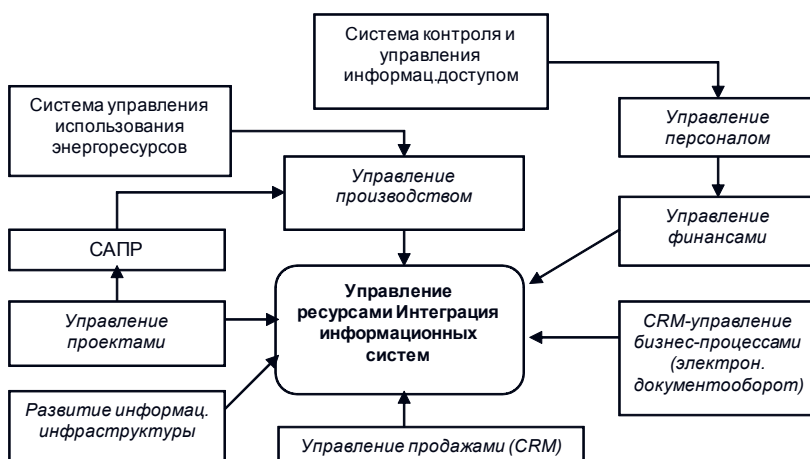 Система контроля и
управления
информац.доступом
Система управления
использования
энергоресурсов
Управление
персоналом
Управление
производством
Управление
финансами
САПР
Управление
ресурсами Интеграция
информационных
систем
Управление
проектами
CRM-управление
бизнес-процессами
(электрон.
документооборот)
Развитие информац.
инфраструктуры
Управление продажами (CRM)